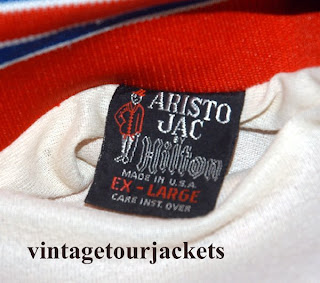 ARISTO
JAC
Hilton
MADE IN U.S.A.
EX-LARGE
CARE INST. OVER
vintagetourjackets